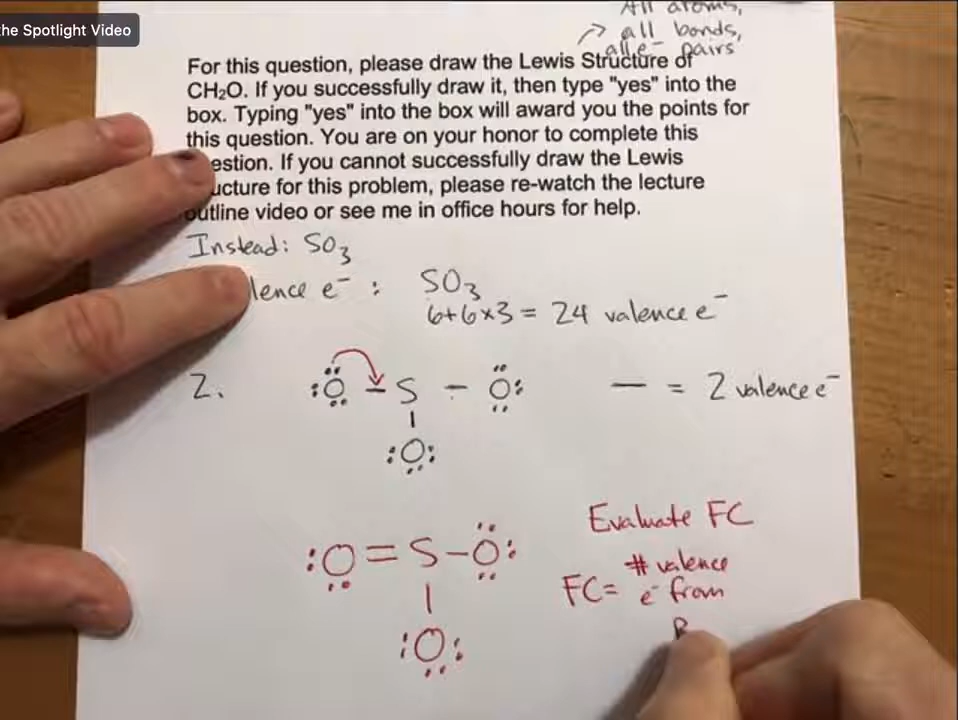 the Spotlight Video
All atoms,
all bonds,
all e⁻ pairs
For this question, please draw the Lewis Structure of
CH₂O. If you successfully draw it, then type "yes" into the
box. Typing "yes" into the box will award you the points for
this question. You are on your honor to complete this
estion. If you cannot successfully draw the Lewis
ucture for this problem, please re-watch the lecture
outline video or see me in office hours for help.
Instead: SO₃
lence e⁻ : SO₃
6+6×3 = 24 valence e⁻
2. :O – S – O: — = 2 valence e⁻
:O:
Evaluate FC
:O = S – O:
# valence
FC= e⁻ from
:O: